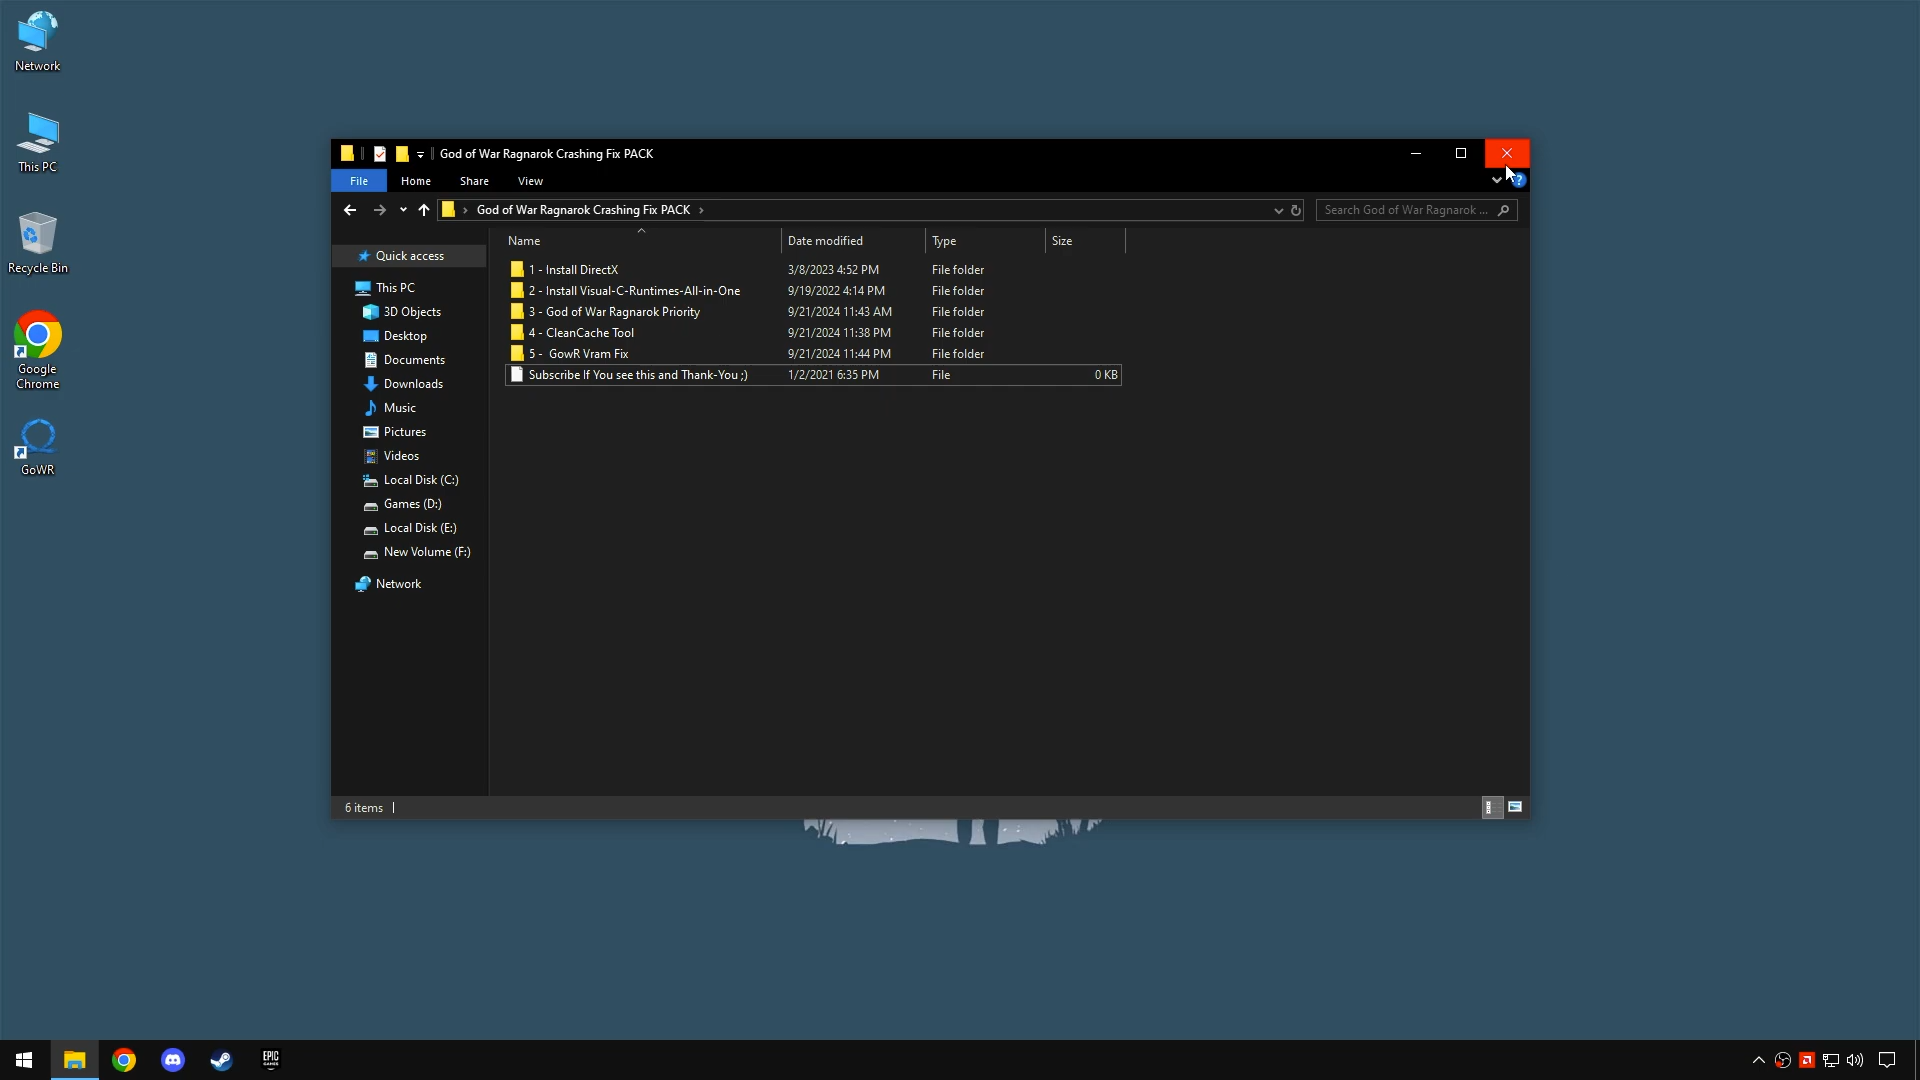 Network
This PC
Recycle Bin
Google
Chrome
GoWR
God of War Ragnarok Crashing Fix PACK
File Home Share View
God of War Ragnarok Crashing Fix PACK
Search God of War Ragnarok ...
Name Date modified Type Size
Quick access
This PC
3D Objects
Desktop
Documents
Downloads
Music
Pictures
Videos
Local Disk (C:)
Games (D:)
Local Disk (E:)
New Volume (F:)
Network
1 - Install DirectX 3/8/2023 4:52 PM File folder
2 - Install Visual-C-Runtimes-All-in-One 9/19/2022 4:14 PM File folder
3 - God of War Ragnarok Priority 9/21/2024 11:43 AM File folder
4 - CleanCache Tool 9/21/2024 11:38 PM File folder
5 -  GowR Vram Fix 9/21/2024 11:44 PM File folder
Subscribe If You see this and Thank-You ;) 1/2/2021 6:35 PM File 0 KB
6 items
EPIC
GAMES